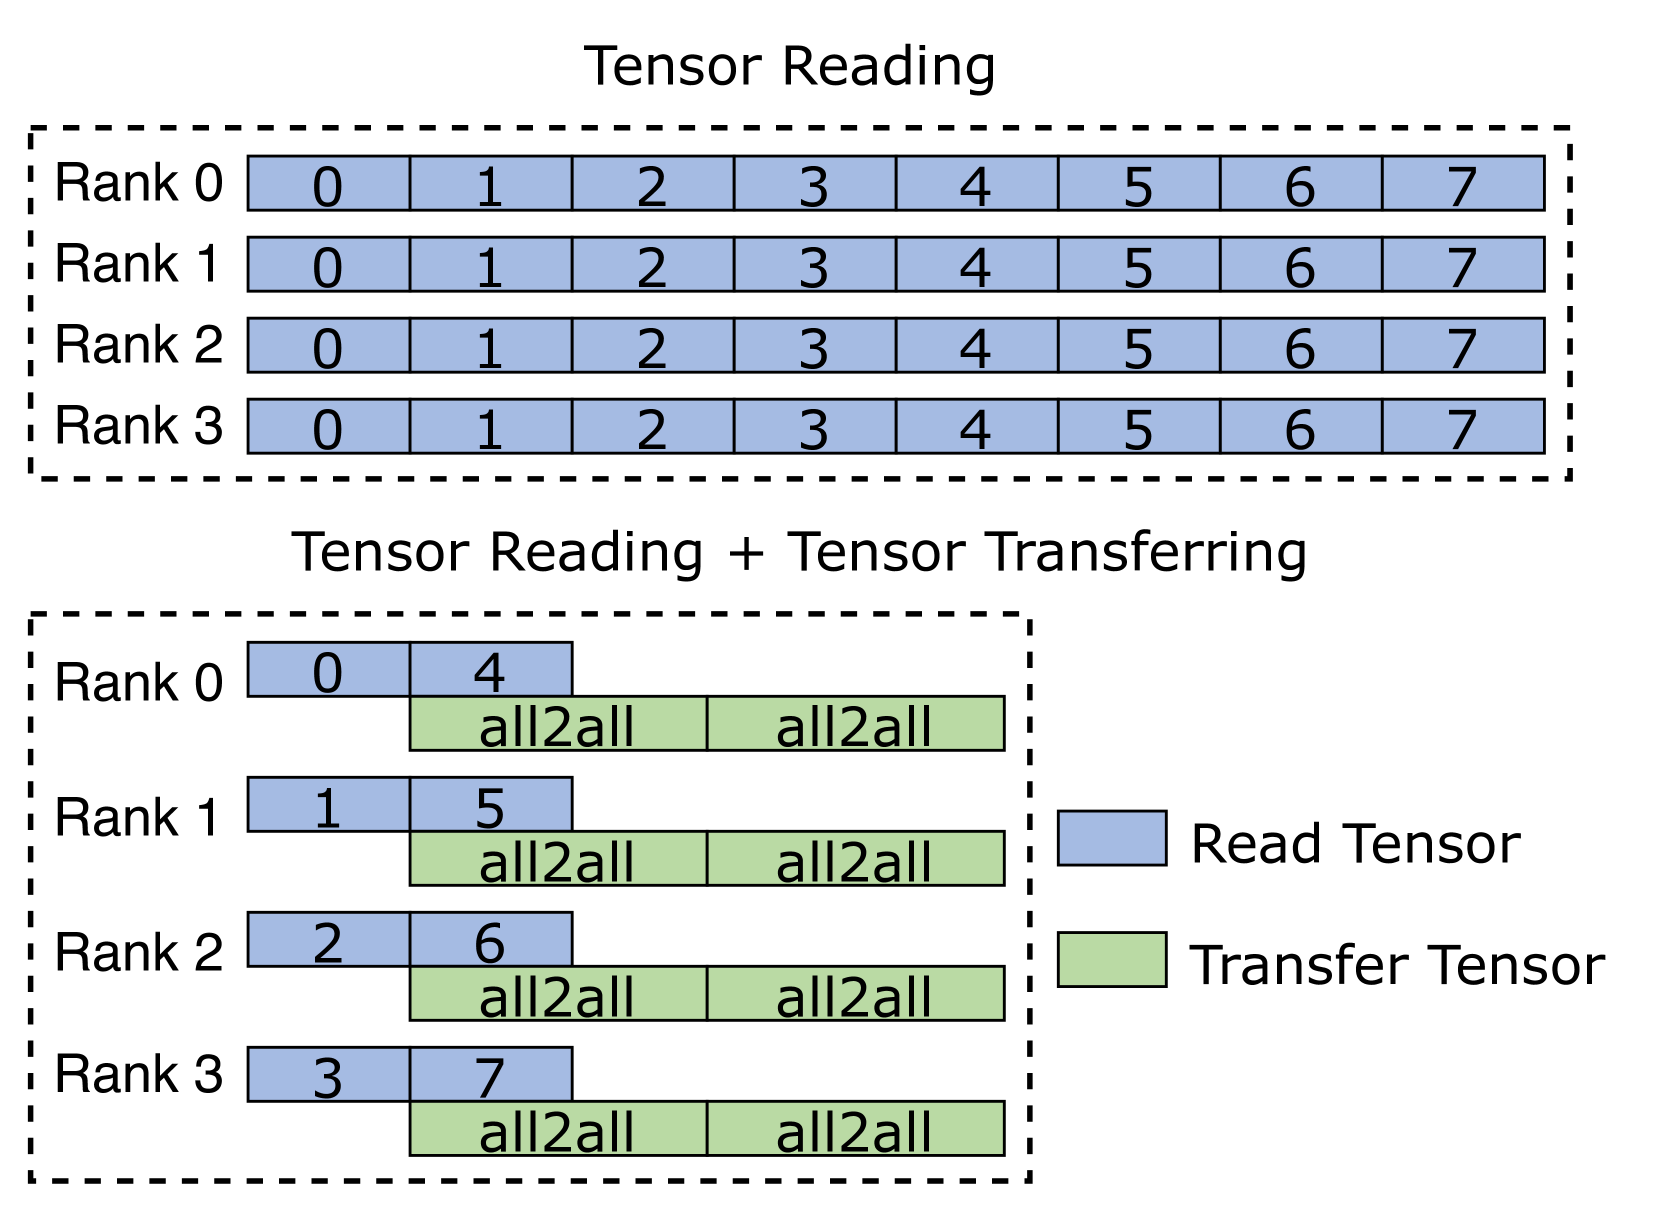 Tensor Reading
Rank 0 0 1 2 3 4 5 6 7
Rank 1 0 1 2 3 4 5 6 7
Rank 2 0 1 2 3 4 5 6 7
Rank 3 0 1 2 3 4 5 6 7
Tensor Reading + Tensor Transferring
Rank 0 0 4
all2all all2all
Rank 1 1 5
all2all all2all
Rank 2 2 6
all2all all2all
Rank 3 3 7
all2all all2all
Read Tensor
Transfer Tensor